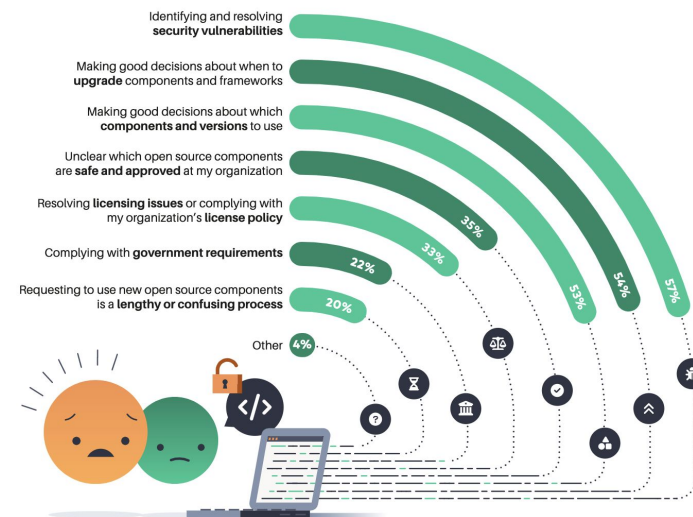 Identifying and resolving
security vulnerabilities
57%
Making good decisions about when to
upgrade components and frameworks
54%
Making good decisions about which
components and versions to use
53%
Unclear which open source components
are safe and approved at my organization
35%
Resolving licensing issues or complying with
my organization's license policy
33%
Complying with government requirements
22%
Requesting to use new open source components
is a lengthy or confusing process
20%
Other 4%
?
</>